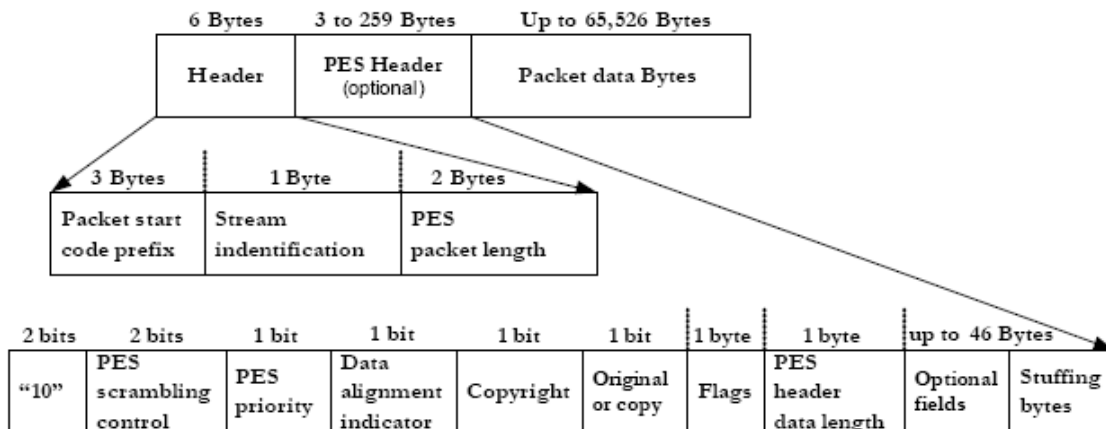 6 Bytes 3 to 259 Bytes Up to 65,526 Bytes
Header
PES Header
(optional)
Packet data Bytes
3 Bytes 1 Byte 2 Bytes
Packet start
code prefix
Stream
indentification
PES
packet length
2 bits 2 bits 1 bit 1 bit 1 bit 1 bit 1 byte 1 byte up to 46 Bytes
“10”
PES
scrambling
control
PES
priority
Data
alignment
indicator
Copyright
Original
or copy
Flags
PES
header
data length
Optional
fields
Stuffing
bytes